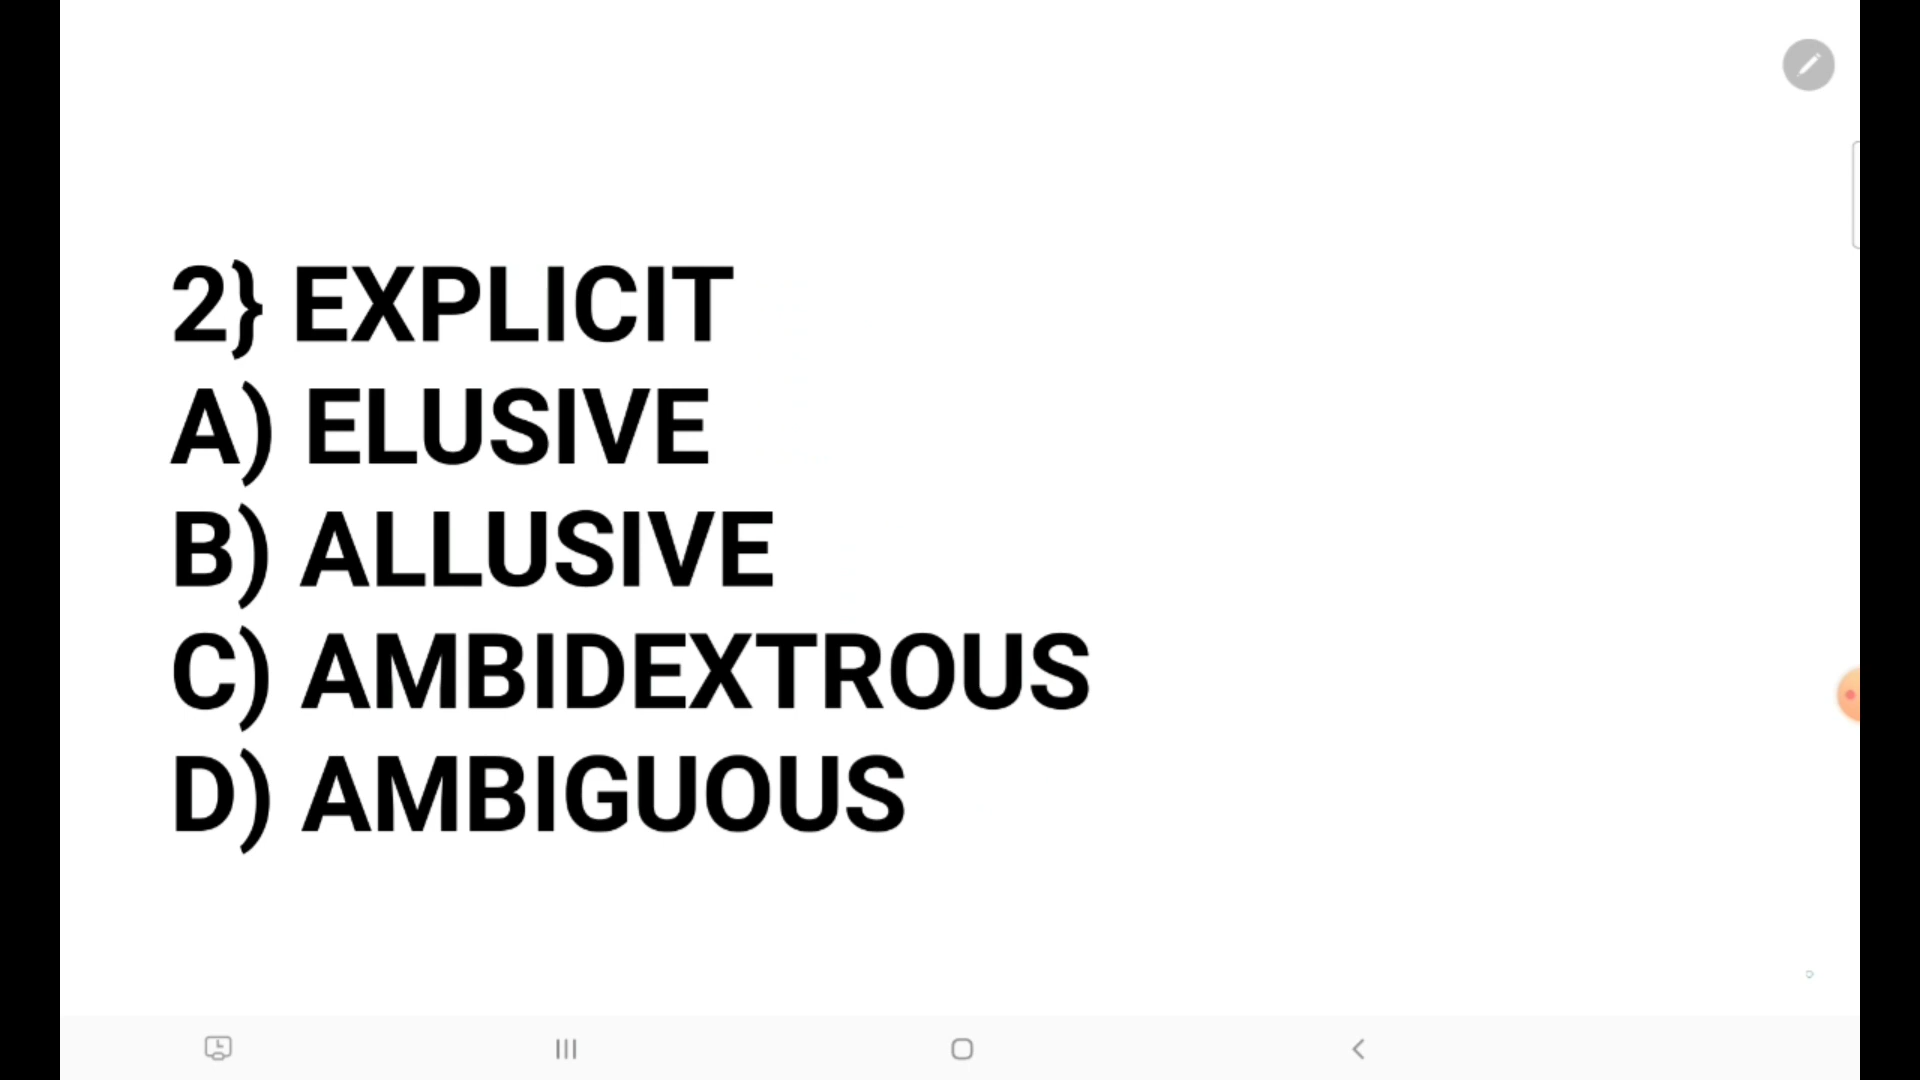 2} EXPLICIT
A) ELUSIVE
B) ALLUSIVE
C) AMBIDEXTROUS
D) AMBIGUOUS